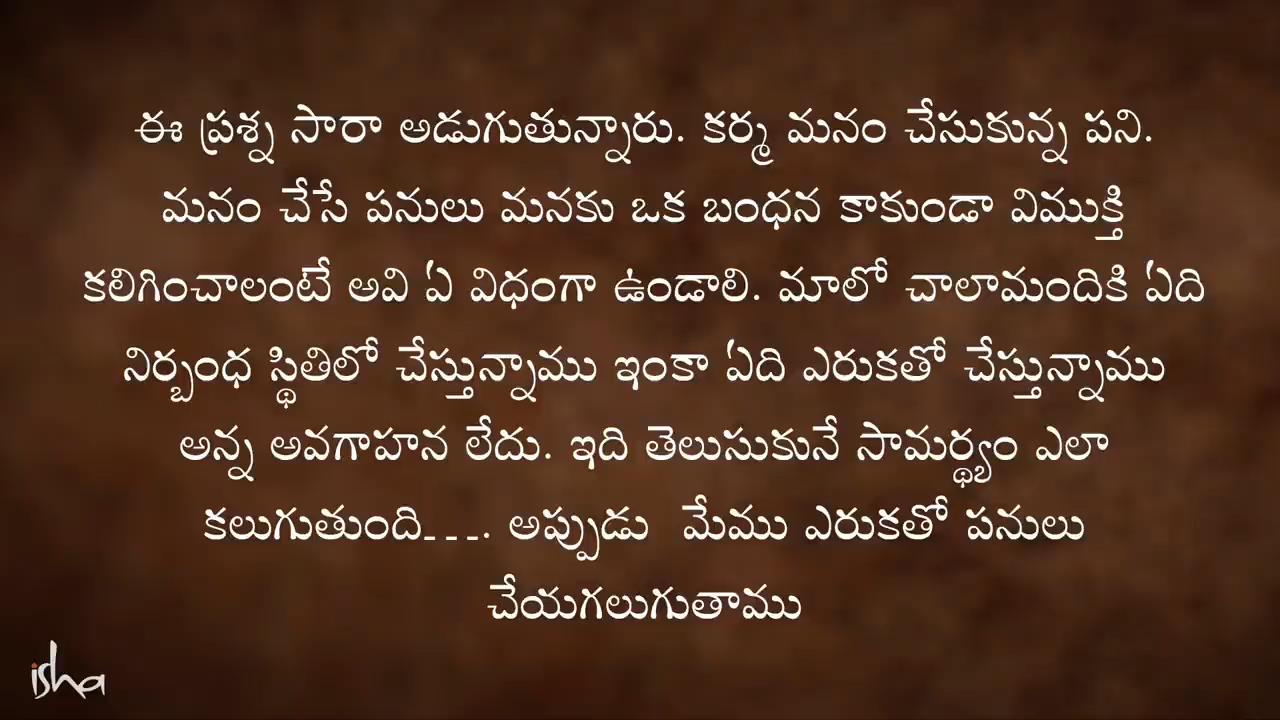 ఈ ప్రశ్న సారా అడుగుతున్నారు. కర్మ మనం చేసుకున్న పని.
మనం చేసే పనులు మనకు ఒక బంధన కాకుండా విముక్తి
కలిగించాలంటే అవి ఏ విధంగా ఉండాలి. మాలో చాలామందికి ఏది
నిర్బంధ స్థితిలో చేస్తున్నాము ఇంకా ఏది ఎరుకతో చేస్తున్నాము
అన్న అవగాహన లేదు. ఇది తెలుసుకునే సామర్థ్యం ఎలా
కలుగుతుంది---. అప్పుడు  మేము ఎరుకతో పనులు
చేయగలుగుతాము
isha